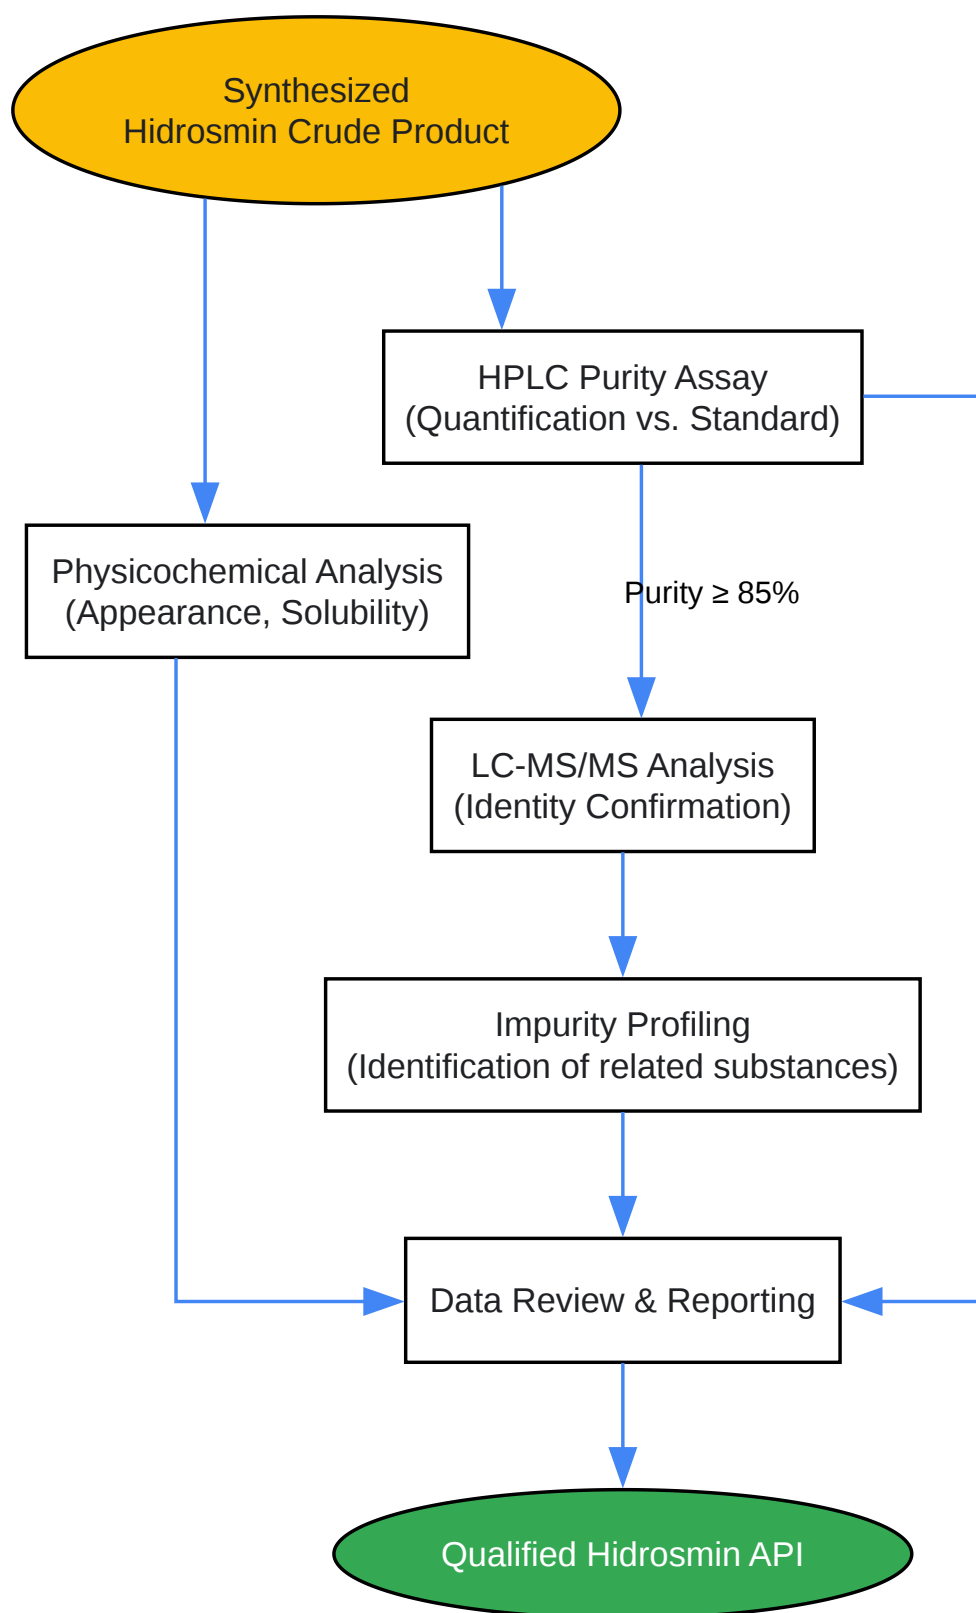 Synthesized
Hidrosmin Crude Product
HPLC Purity Assay
(Quantification vs. Standard)
Physicochemical Analysis
(Appearance, Solubility)
Purity ≥ 85%
LC-MS/MS Analysis
(Identity Confirmation)
Impurity Profiling
(Identification of related substances)
Data Review & Reporting
Qualified Hidrosmin API